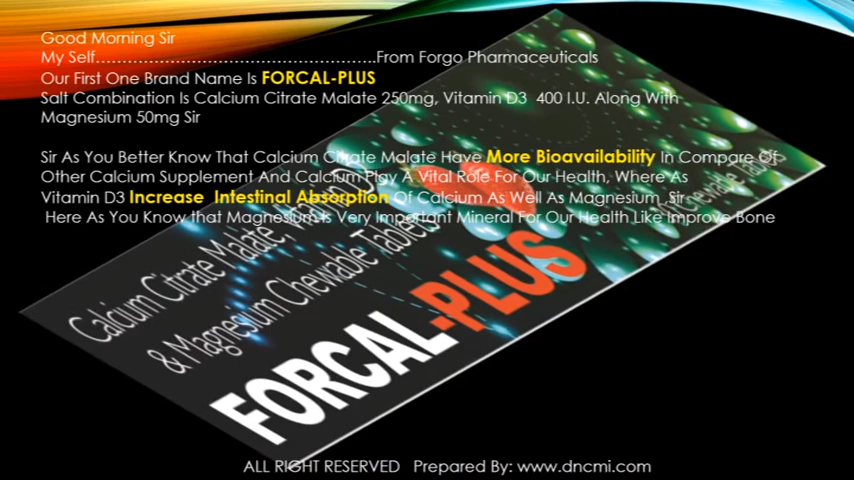 Good Morning Sir
My Self……………………………………………..From Forgo Pharmaceuticals
Our First One Brand Name Is FORCAL-PLUS
Salt Combination Is Calcium Citrate Malate 250mg, Vitamin D3 400 I.U. Along With
Magnesium 50mg Sir
Sir As You Better Know That Calcium Citrate Malate Have More Bioavailability In Compare Of
Other Calcium Supplement And Calcium Play A Vital Role For Our Health, Where As
Vitamin D3 Increase Intestinal Absorption Of Calcium As Well As Magnesium ,Sir
Here As You Know that Magnesium Is Very Important Mineral For Our Health Like Improve Bone
Calcium Citrate Malate, Vitamin D3
& Magnesium Chewable Tablets
Chewable Tablets
FORCAL-PLUS
ALL RIGHT RESERVED Prepared By: www.dncmi.com